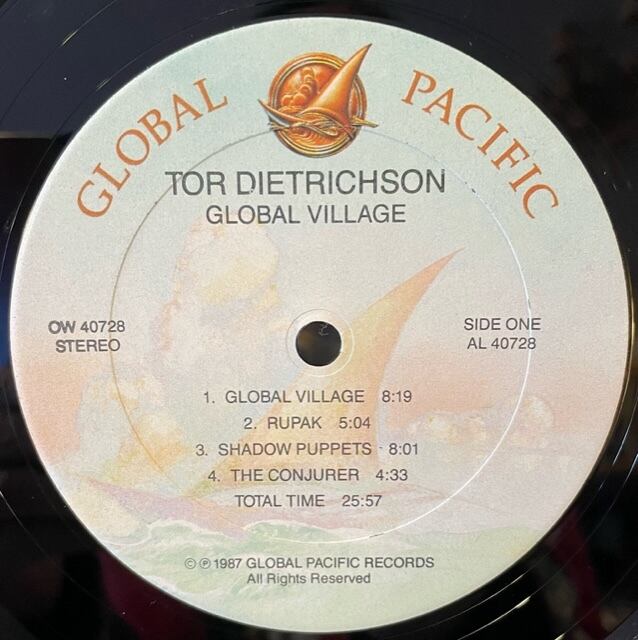 GLOBAL PACIFIC
TOR DIETRICHSON
GLOBAL VILLAGE
OW 40728
STEREO
SIDE ONE
AL 40728
1. GLOBAL VILLAGE 8:19
2. RUPAK 5:04
3. SHADOW PUPPETS 8:01
4. THE CONJURER 4:33
TOTAL TIME 25:57
© ℗ 1987 GLOBAL PACIFIC RECORDS
All Rights Reserved